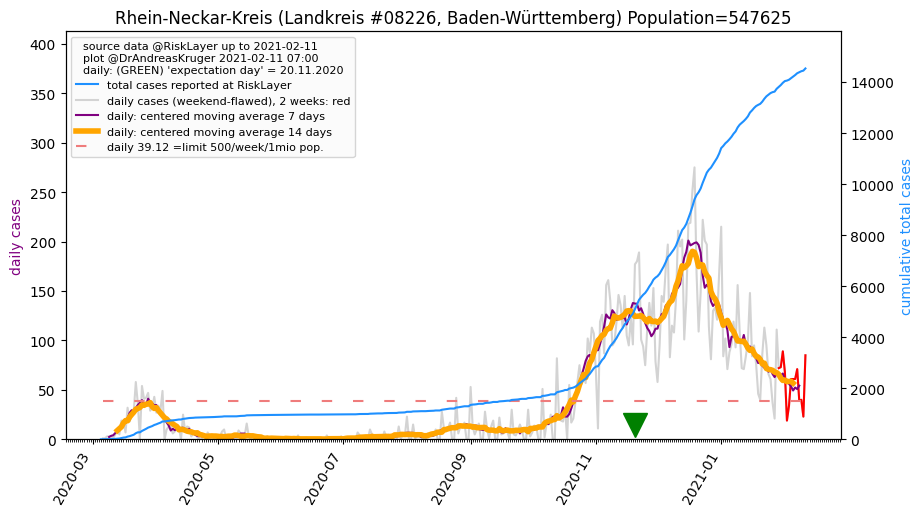 Rhein-Neckar-Kreis (Landkreis #08226, Baden-Württemberg) Population=547625
source data @RiskLayer up to 2021-02-11
plot @DrAndreasKruger 2021-02-11 07:00
daily: (GREEN) 'expectation day' = 20.11.2020
total cases reported at RiskLayer
daily cases (weekend-flawed), 2 weeks: red
daily: centered moving average 7 days
daily: centered moving average 14 days
daily 39.12 =limit 500/week/1mio pop.
daily cases
400
350
300
250
200
150
100
50
0
cumulative total cases
14000
12000
10000
8000
6000
4000
2000
0
2020-03
2020-05
2020-07
2020-09
2020-11
2021-01